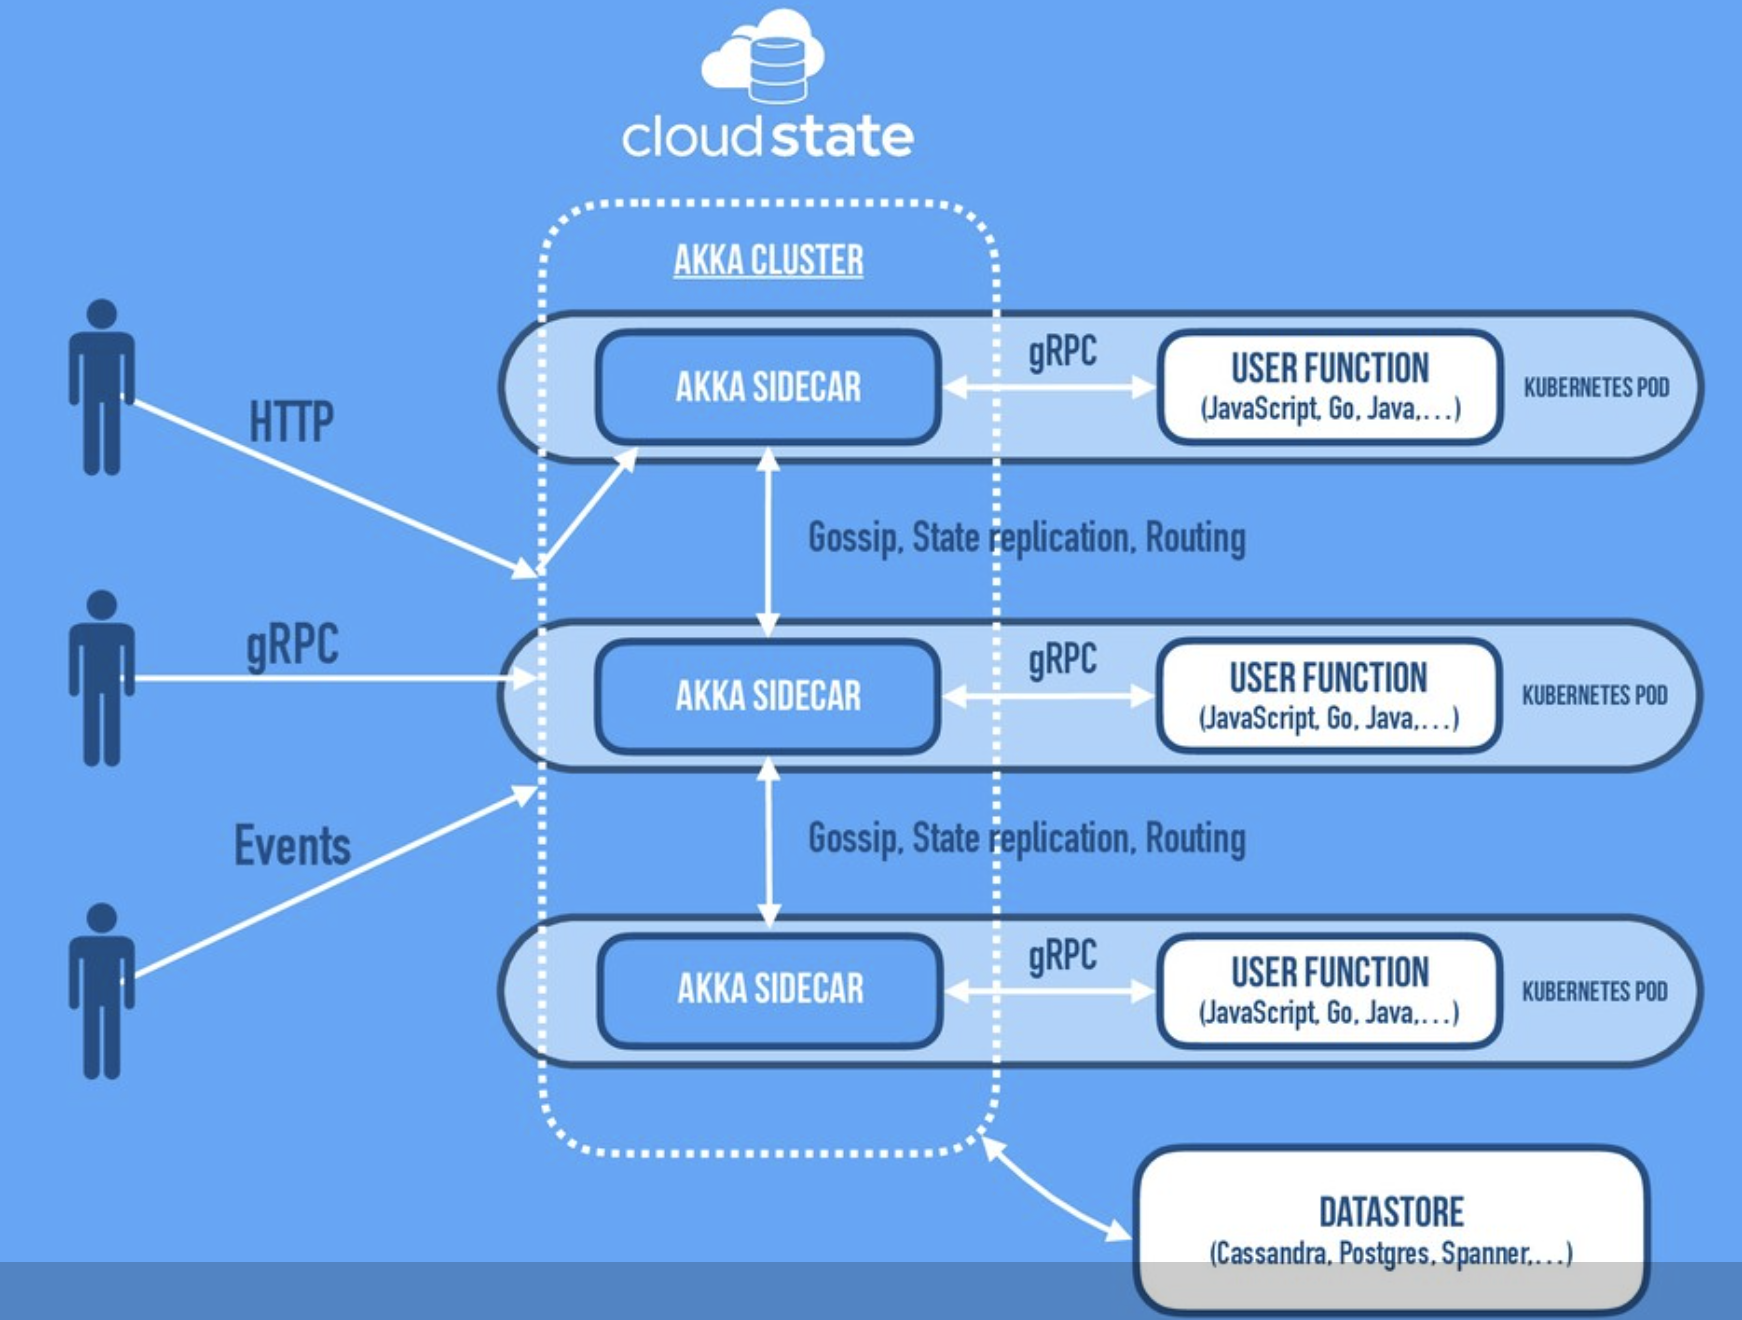 cloudstate
AKKA CLUSTER
HTTP
AKKA SIDECAR
gRPC
USER FUNCTION
(JavaScript, Go, Java,...)
KUBERNETES POD
Gossip, State replication, Routing
gRPC
AKKA SIDECAR
gRPC
USER FUNCTION
(JavaScript, Go, Java,...)
KUBERNETES POD
Events
Gossip, State replication, Routing
AKKA SIDECAR
gRPC
USER FUNCTION
(JavaScript, Go, Java,...)
KUBERNETES POD
DATASTORE
(Cassandra, Postgres, Spanner,...)